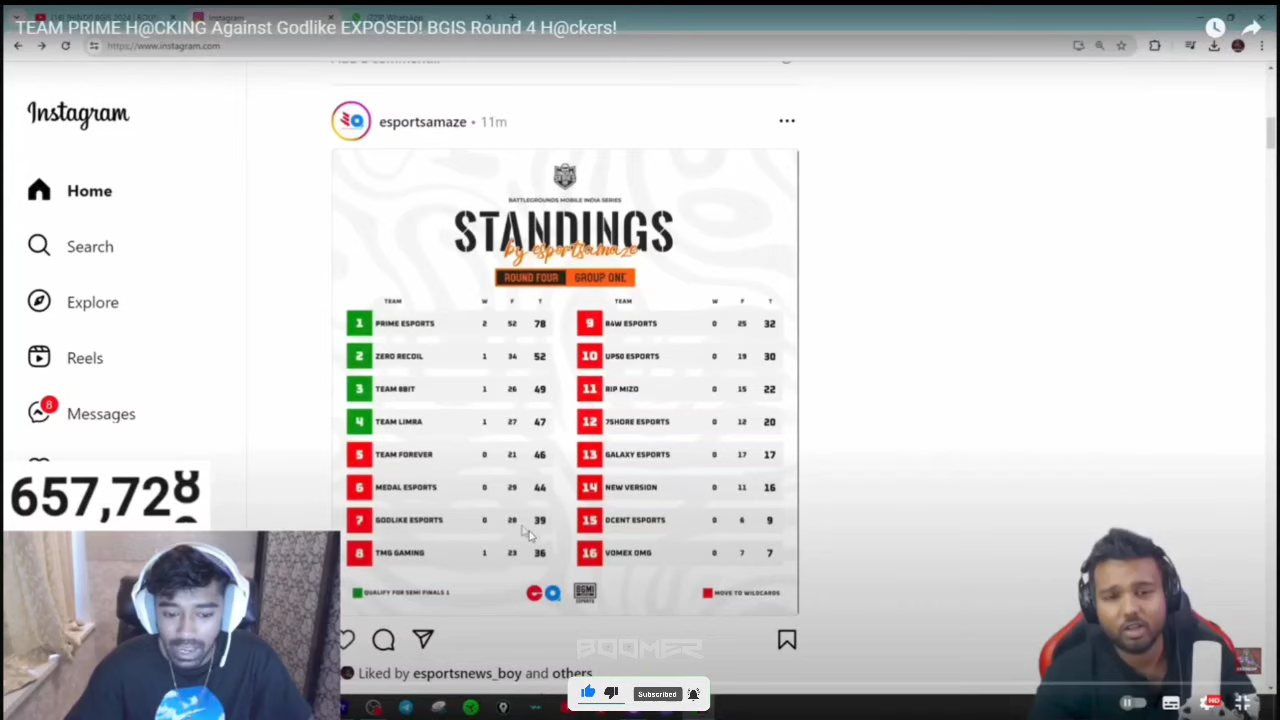 TEAM PRIME H@CKING Against Godlike EXPOSED! BGIS Round 4 H@ckers!
https://www.instagram.com
Instagram
esportsamaze • 11m
Home
Search
Explore
Reels
8
Messages
BATTLEGROUNDS MOBILE INDIA SERIES
STANDINGS
by esportsamaze
ROUND FOUR GROUP ONE
TEAM W F T
1 PRIME ESPORTS 2 52 78
2 ZERO RECOIL 1 34 52
3 TEAM 8BIT 1 26 49
4 TEAM LIMRA 1 27 47
5 TEAM FOREVER 0 21 46
6 MEDAL ESPORTS 0 29 44
7 GODLIKE ESPORTS 0 28 39
8 TMG GAMING 1 23 36
TEAM W F T
9 R4W ESPORTS 0 25 32
10 UPSG ESPORTS 0 19 30
11 RIP MIZO 0 15 22
12 7SHORE ESPORTS 0 12 20
13 GALAXY ESPORTS 0 17 17
14 NEW VERSION 0 11 16
15 DCENT ESPORTS 0 6 9
16 VOMEX OMG 0 7 7
QUALIFY FOR SEMI FINALS 1
BGMI
ESPORTS
MOVE TO WILDCARDS
657,728
BOOMER
Liked by esportsnews_boy and others
Subscribed
HD